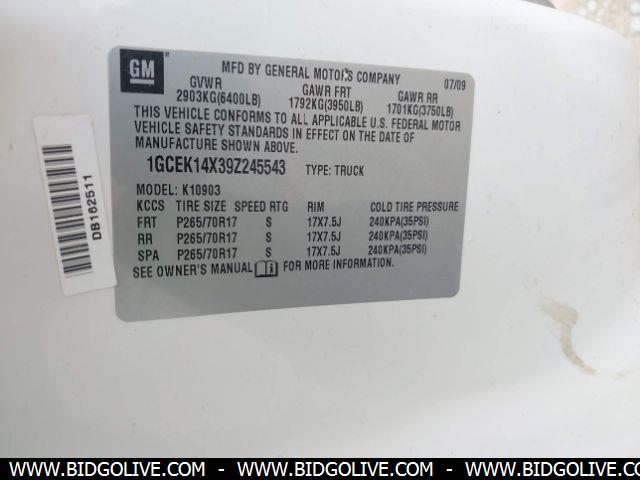 GM
MFD BY GENERAL MOTORS COMPANY 07/09
GVWR GAWR FRT GAWR RR
2903KG(6400LB) 1792KG(3950LB) 1701KG(3750LB)
THIS VEHICLE CONFORMS TO ALL APPLICABLE U.S. FEDERAL MOTOR
VEHICLE SAFETY STANDARDS IN EFFECT ON THE DATE OF
MANUFACTURE SHOWN ABOVE.
1GCEK14X39Z245543 TYPE: TRUCK
MODEL: K10903
KCCS TIRE SIZE SPEED RTG RIM COLD TIRE PRESSURE
FRT P265/70R17 S 17X7.5J 240KPA(35PSI)
RR P265/70R17 S 17X7.5J 240KPA(35PSI)
SPA P265/70R17 S 17X7.5J 240KPA(35PSI)
SEE OWNER'S MANUAL FOR MORE INFORMATION.
DB162511
WWW.BIDGOLIVE.COM - WWW.BIDGOLIVE.COM - WWW.BIDGOLIVE.COM